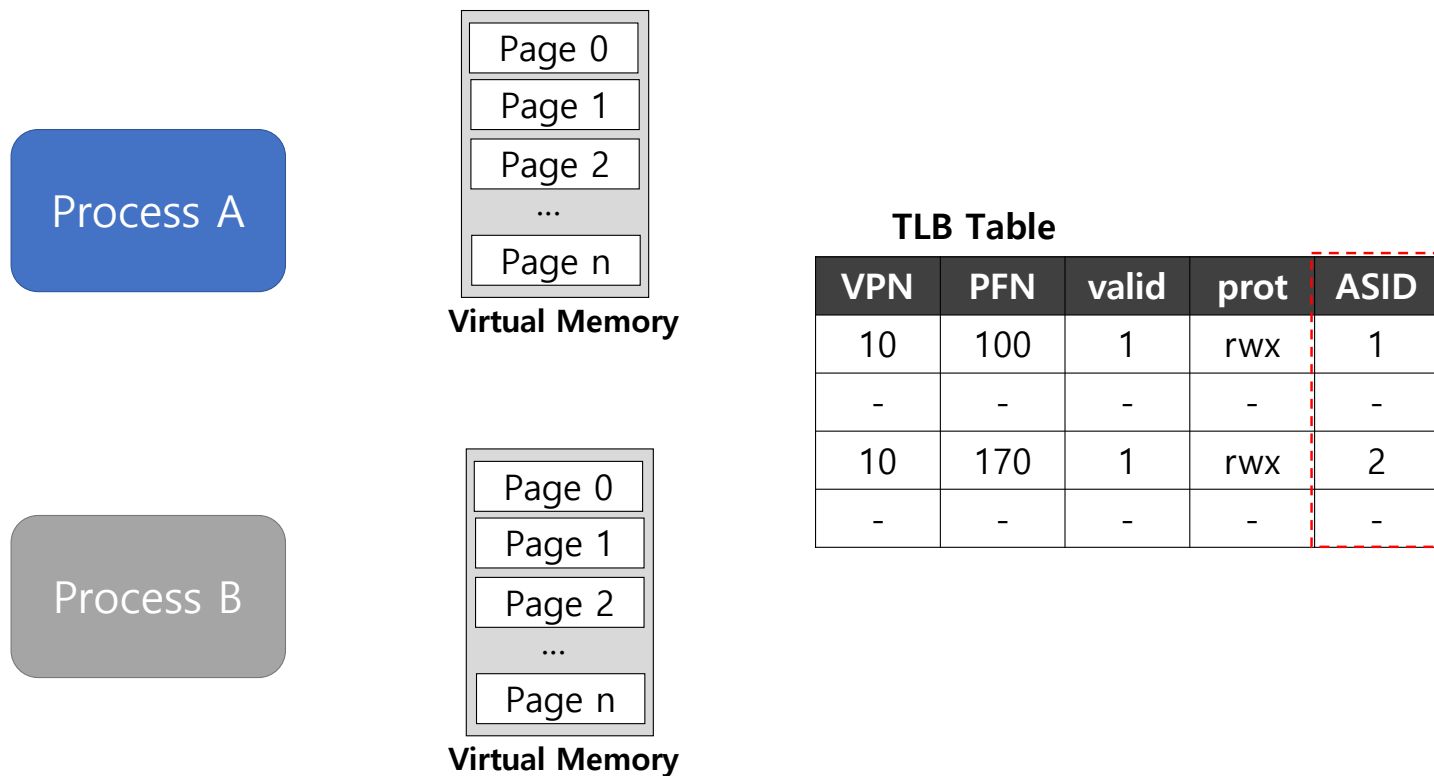 Process A
Page 0
Page 1
Page 2
...
Page n
Virtual Memory
Process B
Page 0
Page 1
Page 2
...
Page n
Virtual Memory
TLB Table
VPN PFN valid prot ASID
10 100 1 rwx 1
- - - - -
10 170 1 rwx 2
- - - - -